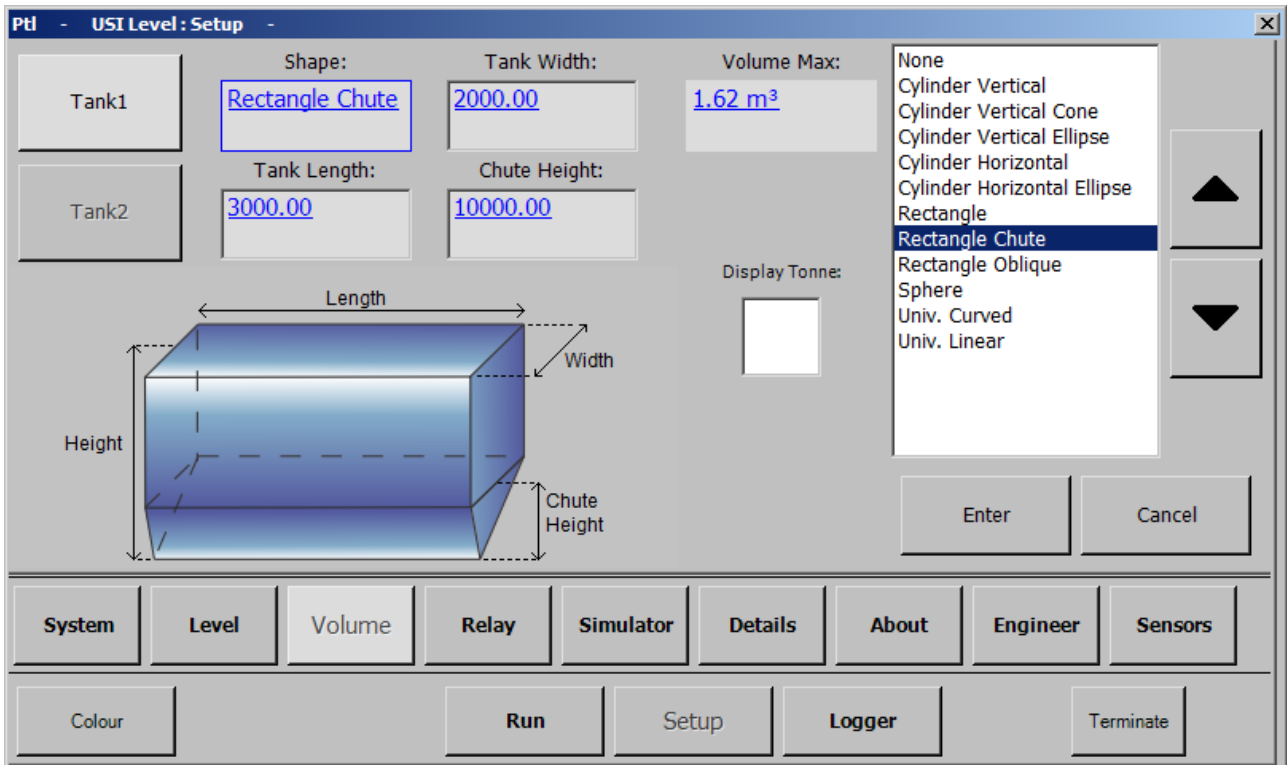 Ptl - USI Level : Setup -
Tank1
Shape:
Rectangle Chute
Tank Width:
2000.00
Volume Max:
1.62 m³
Tank2
Tank Length:
3000.00
Chute Height:
10000.00
Display Tonne:
None
Cylinder Vertical
Cylinder Vertical Cone
Cylinder Vertical Ellipse
Cylinder Horizontal
Cylinder Horizontal Ellipse
Rectangle
Rectangle Chute
Rectangle Oblique
Sphere
Univ. Curved
Univ. Linear
Length
Width
Height
Chute
Height
Enter
Cancel
System
Level
Volume
Relay
Simulator
Details
About
Engineer
Sensors
Colour
Run
Setup
Logger
Terminate